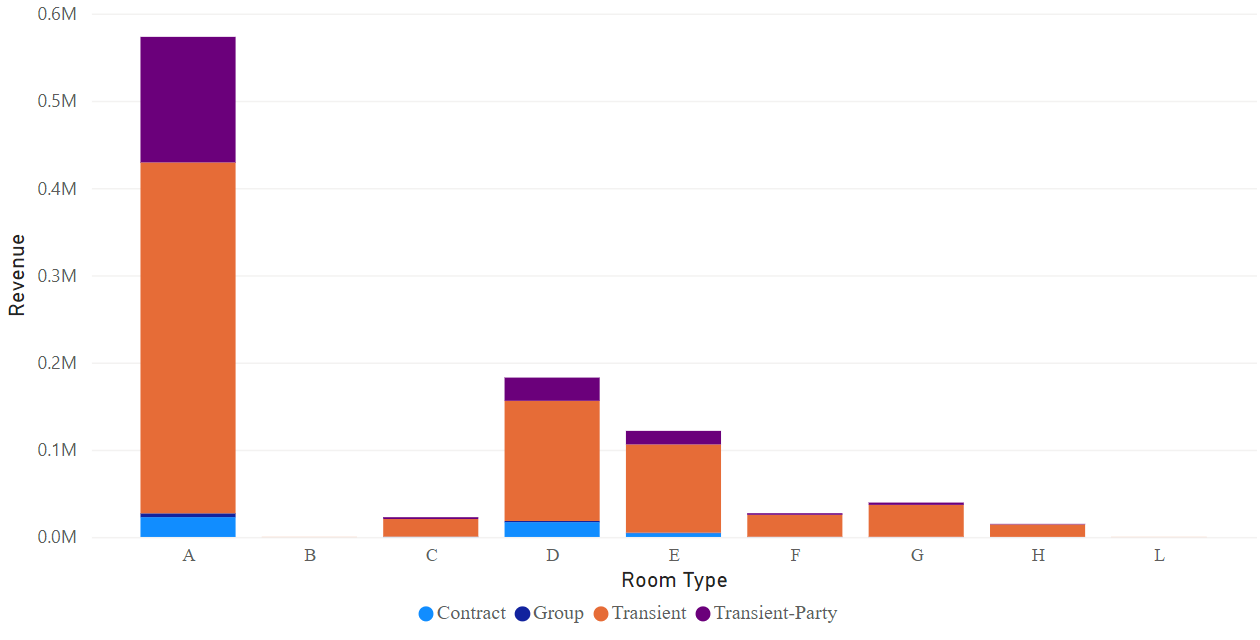 0.6M
0.5M
0.4M
0.3M
0.2M
0.1M
0.0M
Revenue
A B C D E F G H L
Room Type
Contract Group Transient Transient-Party